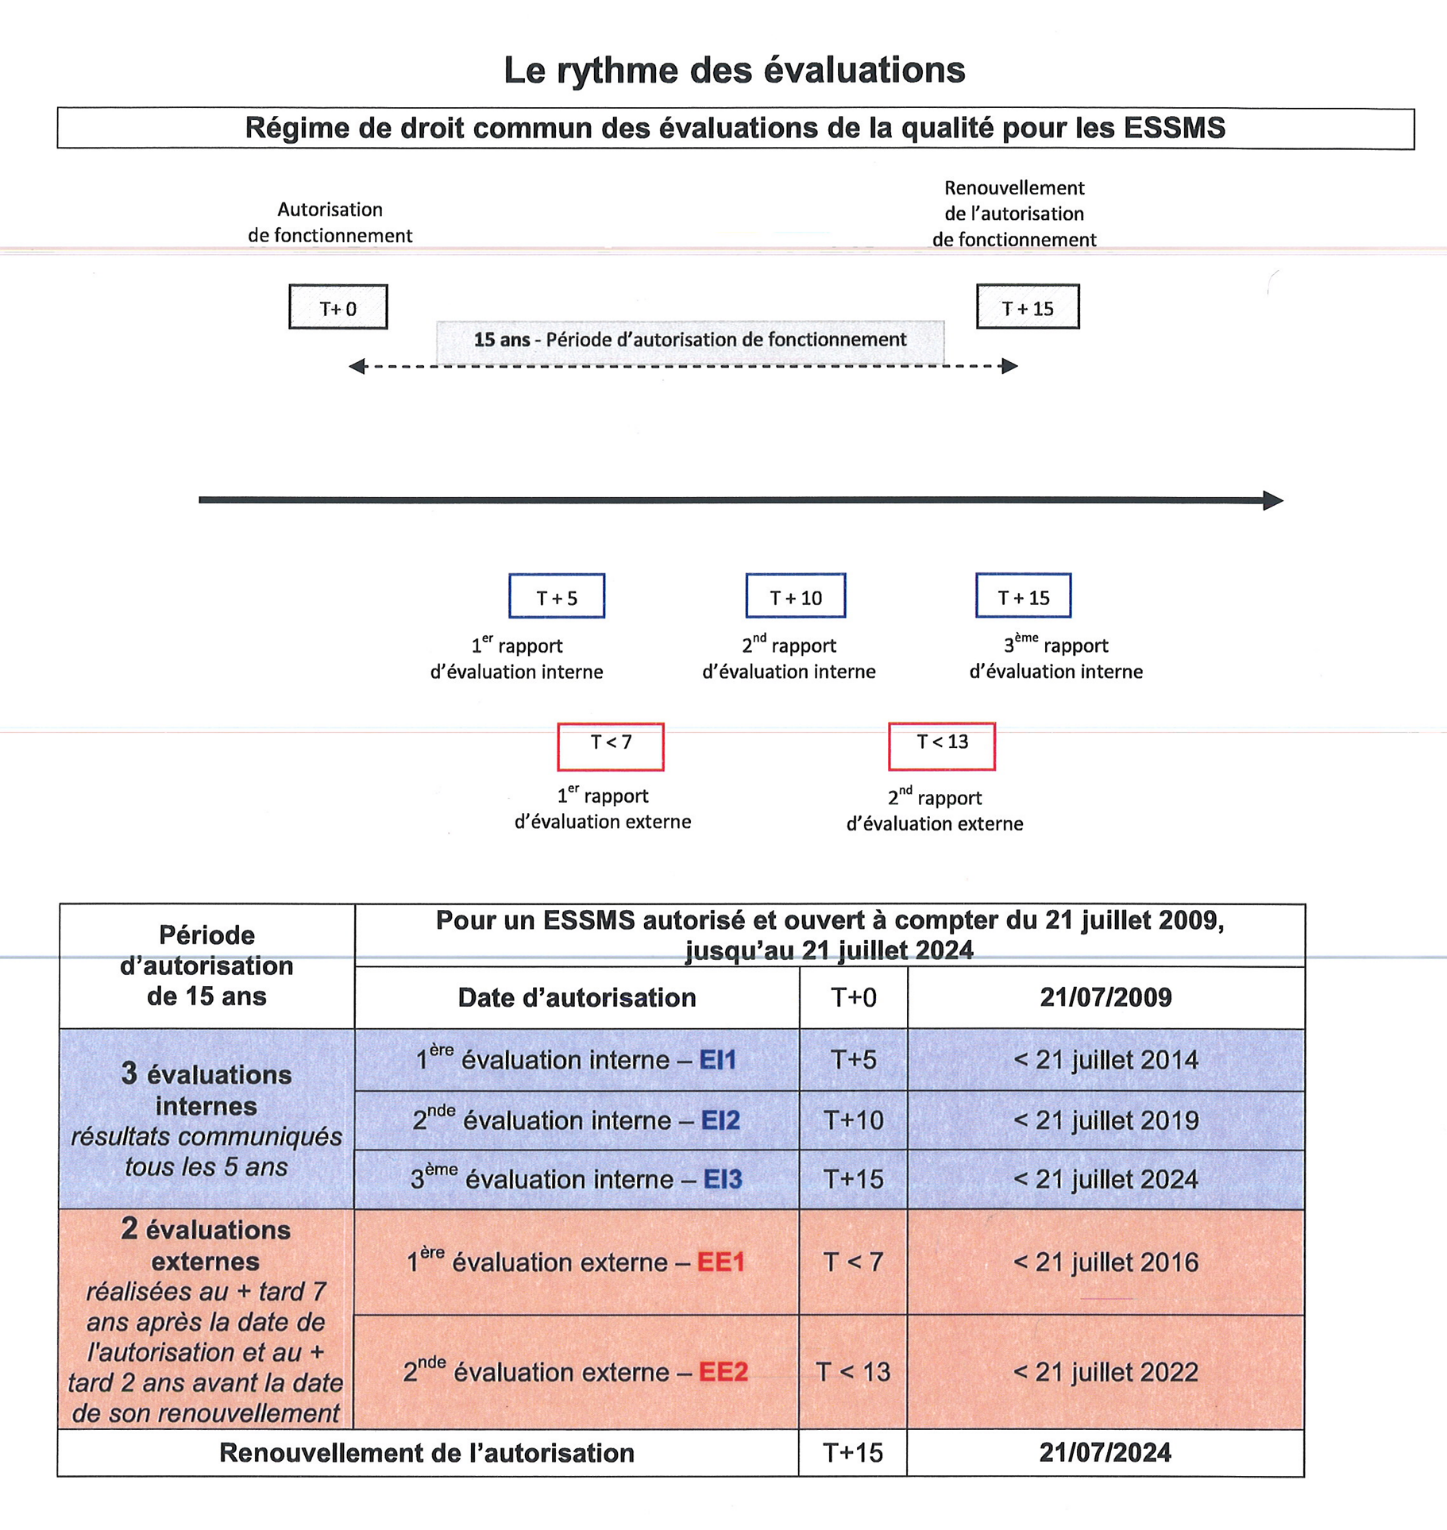 Le rythme des évaluations
Régime de droit commun des évaluations de la qualité pour les ESSMS
Autorisation
de fonctionnement
Renouvellement
de l'autorisation
de fonctionnement
T+ 0
T + 15
15 ans - Période d'autorisation de fonctionnement
T + 5
T + 10
T + 15
1er rapport
d'évaluation interne
2nd rapport
d'évaluation interne
3ème rapport
d'évaluation interne
T < 7
T < 13
1er rapport
d'évaluation externe
2nd rapport
d'évaluation externe
Période
d'autorisation
de 15 ans
Pour un ESSMS autorisé et ouvert à compter du 21 juillet 2009,
jusqu'au 21 juillet 2024
Date d'autorisation T+0 21/07/2009
3 évaluations
internes
résultats communiqués
tous les 5 ans
1ère évaluation interne – EI1 T+5 < 21 juillet 2014
2nde évaluation interne – EI2 T+10 < 21 juillet 2019
3ème évaluation interne – EI3 T+15 < 21 juillet 2024
2 évaluations
externes
réalisées au + tard 7
ans après la date de
l'autorisation et au +
tard 2 ans avant la date
de son renouvellement
1ère évaluation externe – EE1 T < 7 < 21 juillet 2016
2nde évaluation externe – EE2 T < 13 < 21 juillet 2022
Renouvellement de l'autorisation T+15 21/07/2024